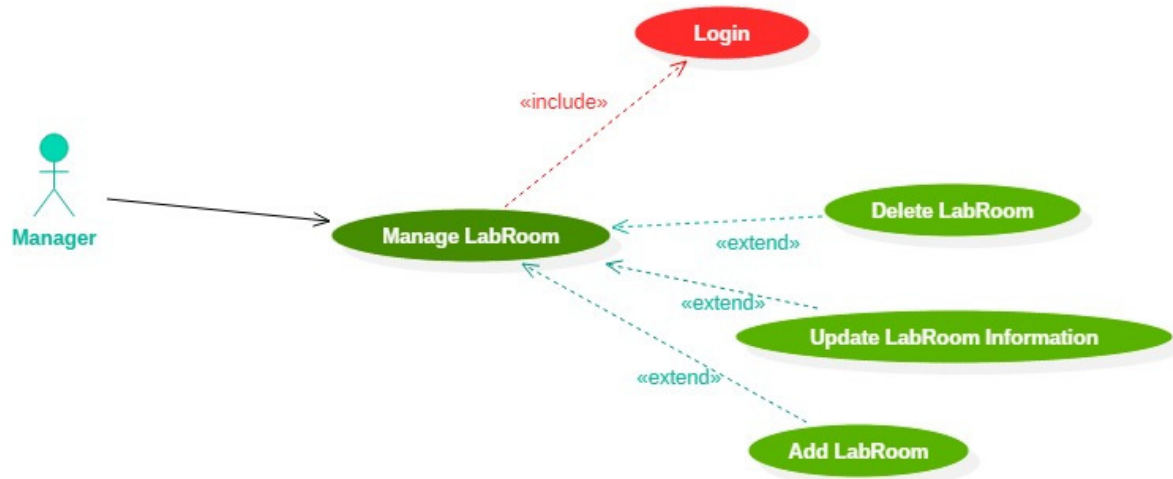 Login
«include»
Manager
Manage LabRoom
Delete LabRoom
«extend»
«extend»
Update LabRoom Information
«extend»
Add LabRoom